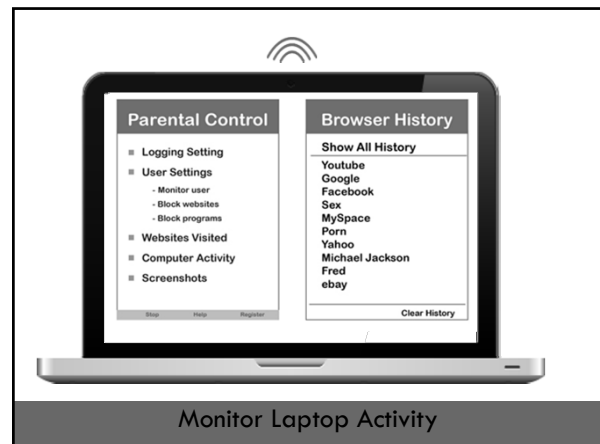 Parental Control
Logging Setting
User Settings
- Monitor user
- Block websites
- Block programs
Websites Visited
Computer Activity
Screenshots
Stop Help Register
Browser History
Show All History
Youtube
Google
Facebook
Sex
MySpace
Porn
Yahoo
Michael Jackson
Fred
ebay
Clear History
Monitor Laptop Activity